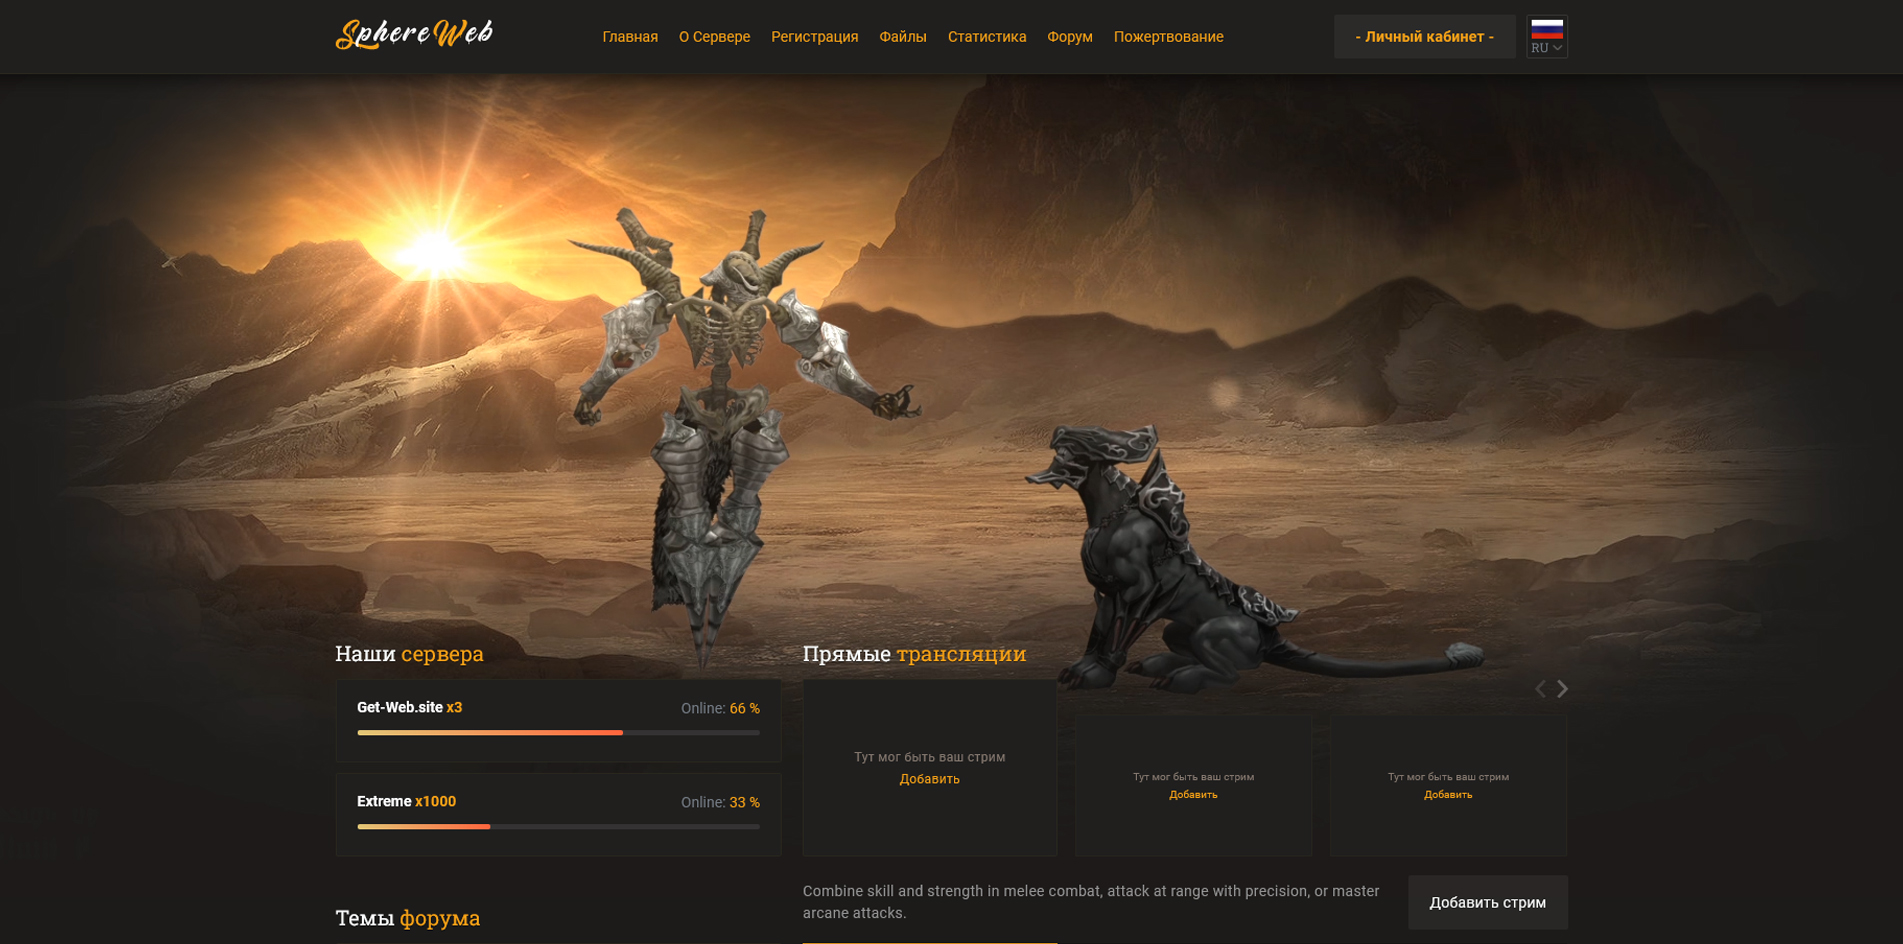 SphereWeb
Главная О Сервере Регистрация Файлы Статистика Форум Пожертвование
- Личный кабинет -
RU
Наши сервера
Get-Web.site x3 Online: 66 %
Extreme x1000 Online: 33 %
Темы форума
Прямые трансляции
Тут мог быть ваш стрим
Добавить
Тут мог быть ваш стрим
Добавить
Тут мог быть ваш стрим
Добавить
Combine skill and strength in melee combat, attack at range with precision, or master
arcane attacks.
Добавить стрим